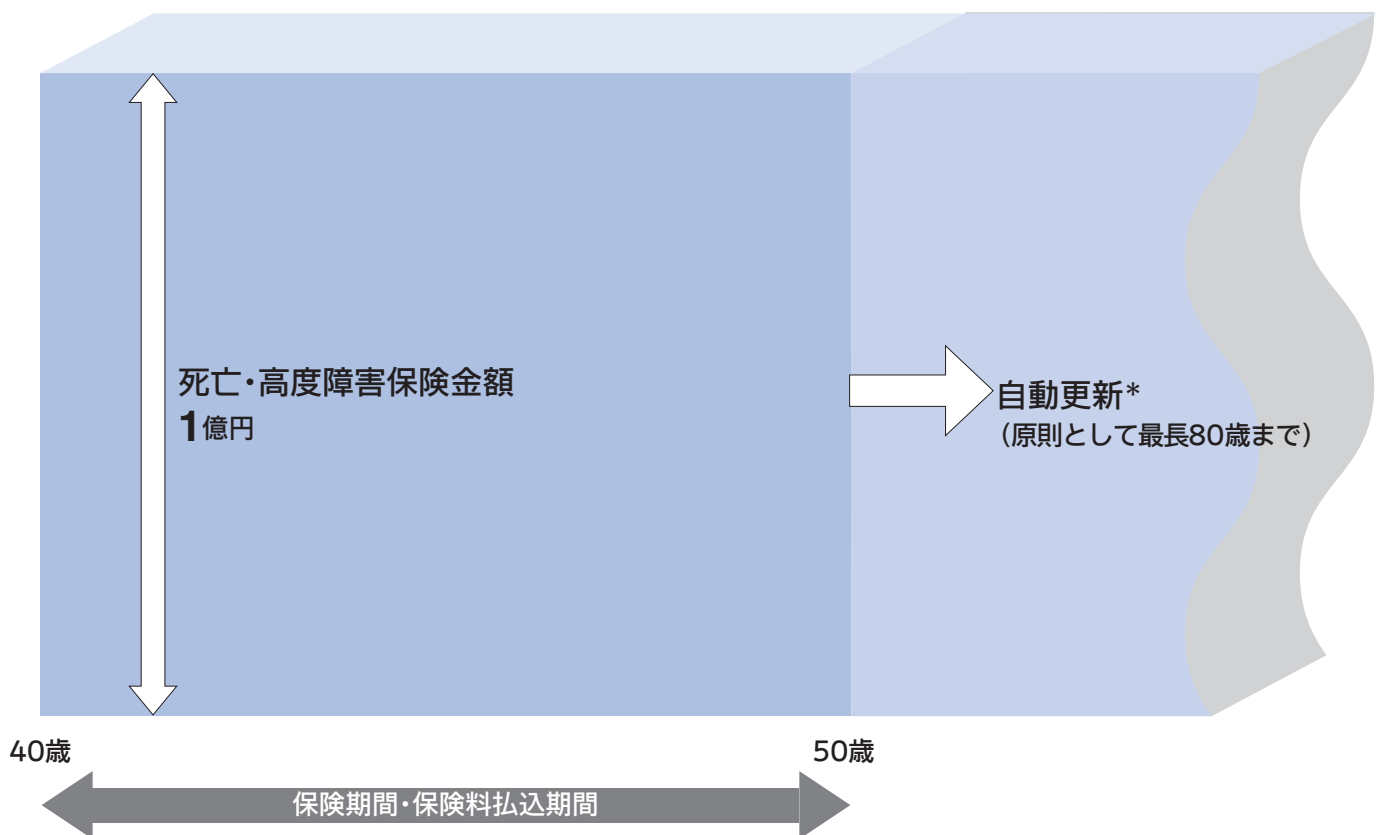 死亡・高度障害保険金額
1億円
自動更新*
(原則として最長80歳まで)
40歳
50歳
保険期間・保険料払込期間